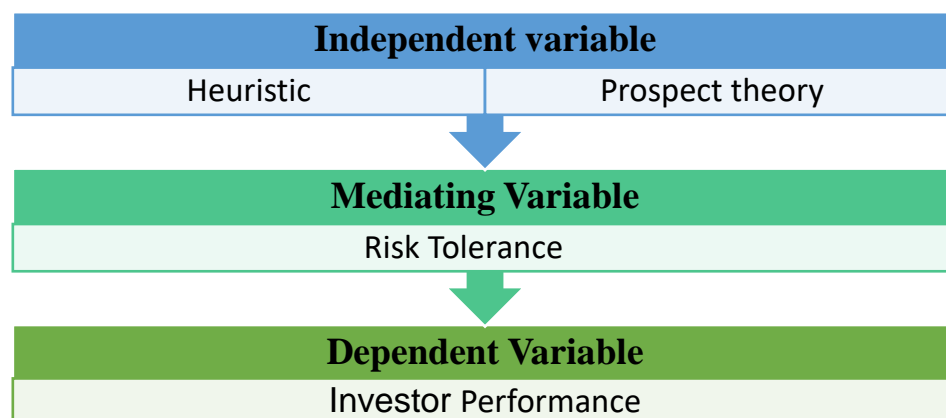 Independent variable
Heuristic Prospect theory
Mediating Variable
Risk Tolerance
Dependent Variable
Investor Performance